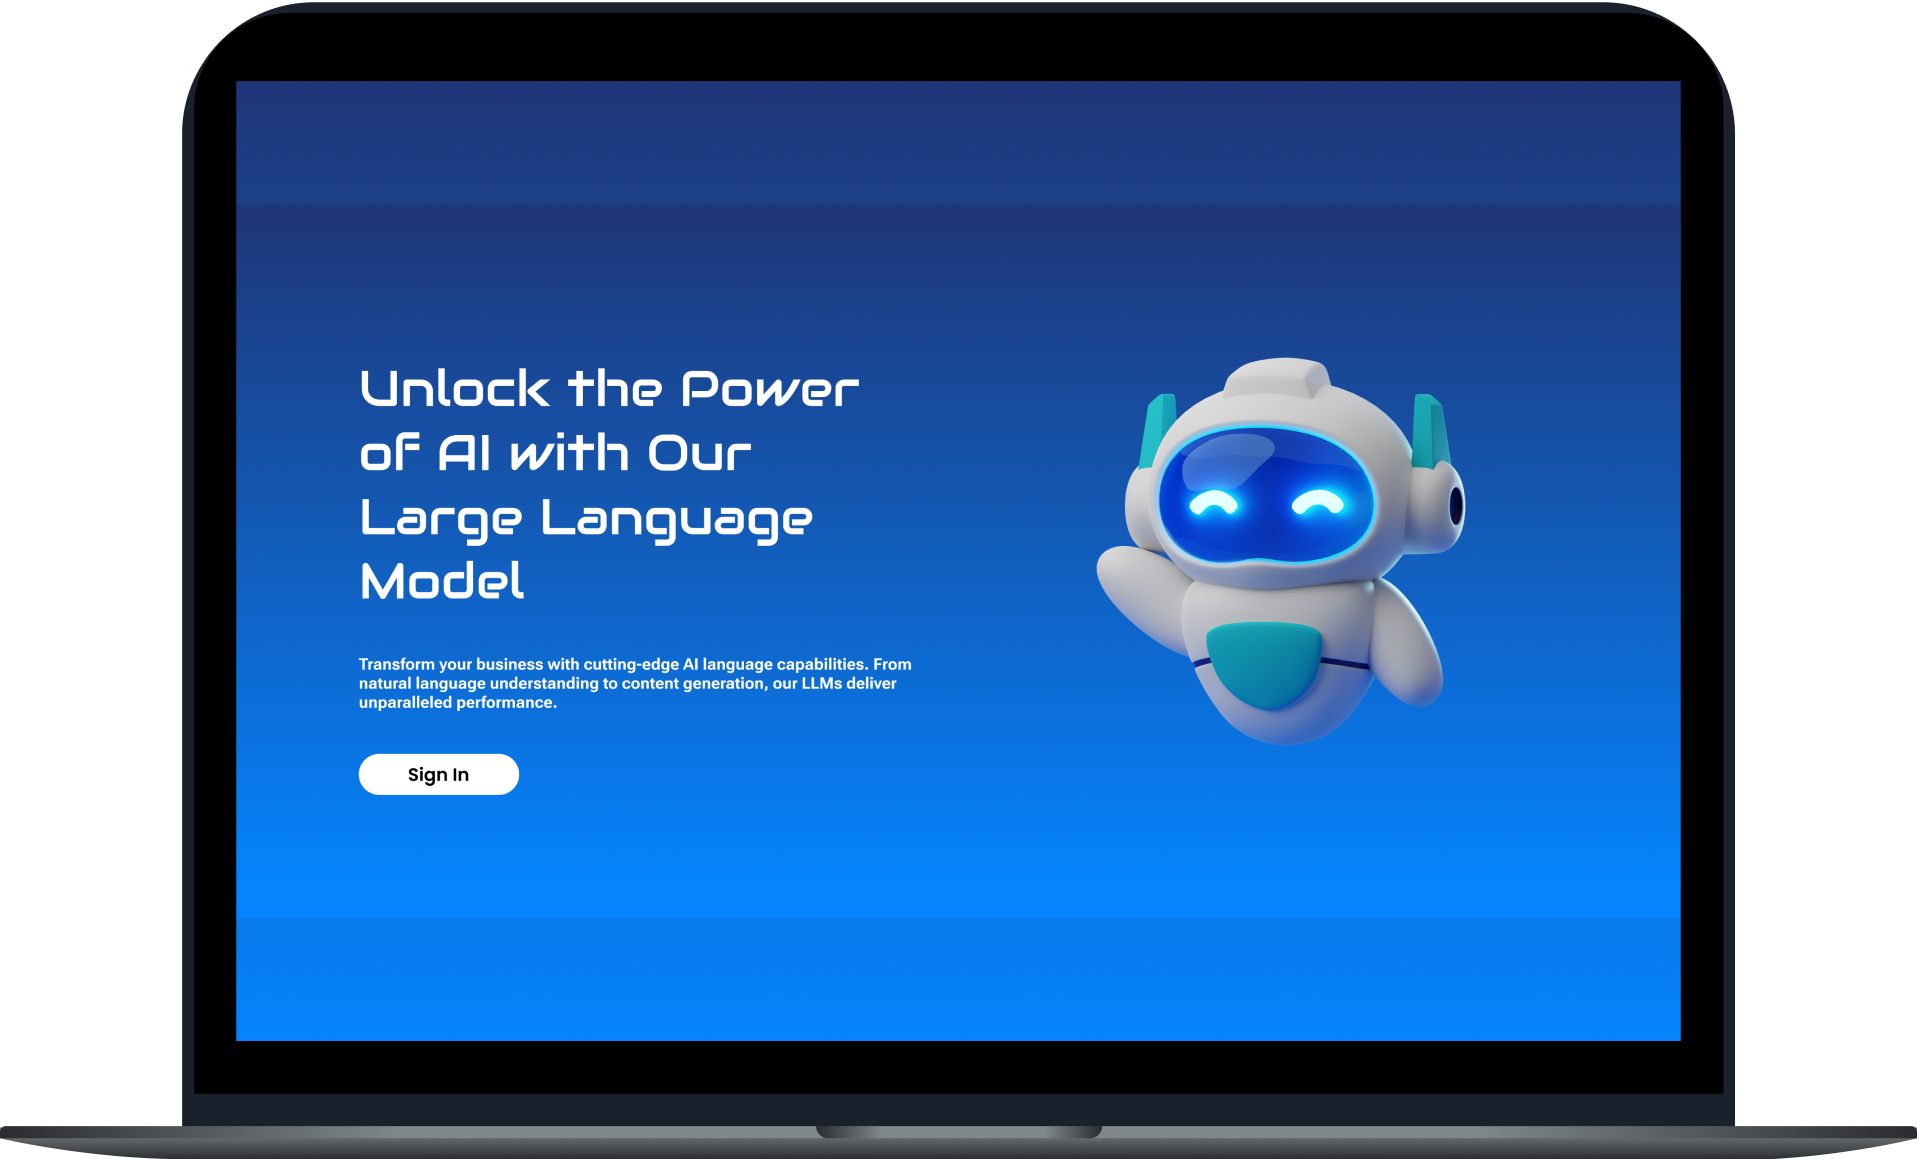 Unlock the Power
of AI with Our
Large Language
Model
Transform your business with cutting-edge AI language capabilities. From
natural language understanding to content generation, our LLMs deliver
unparalleled performance.
Sign In